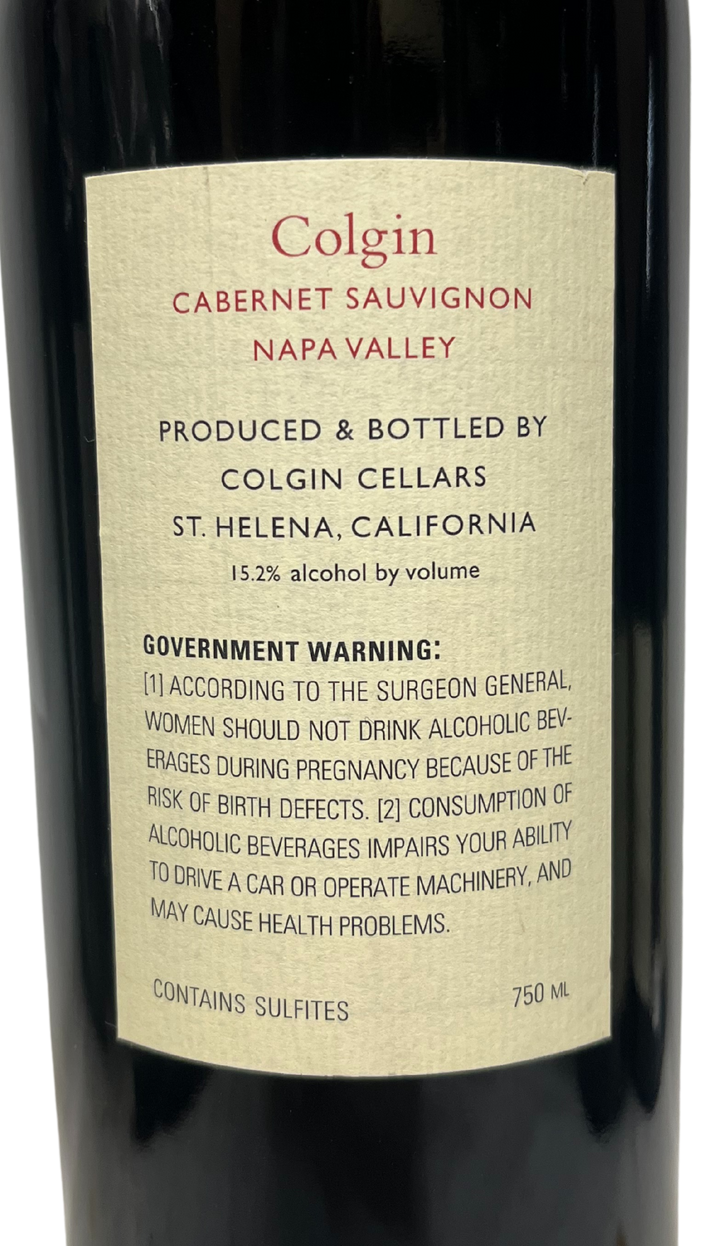 Colgin
CABERNET SAUVIGNON
NAPA VALLEY
PRODUCED & BOTTLED BY
COLGIN CELLARS
ST. HELENA, CALIFORNIA
15.2% alcohol by volume
GOVERNMENT WARNING:
[1] ACCORDING TO THE SURGEON GENERAL,
WOMEN SHOULD NOT DRINK ALCOHOLIC BEV-
ERAGES DURING PREGNANCY BECAUSE OF THE
RISK OF BIRTH DEFECTS. [2] CONSUMPTION OF
ALCOHOLIC BEVERAGES IMPAIRS YOUR ABILITY
TO DRIVE A CAR OR OPERATE MACHINERY, AND
MAY CAUSE HEALTH PROBLEMS.
CONTAINS SULFITES 750 ML